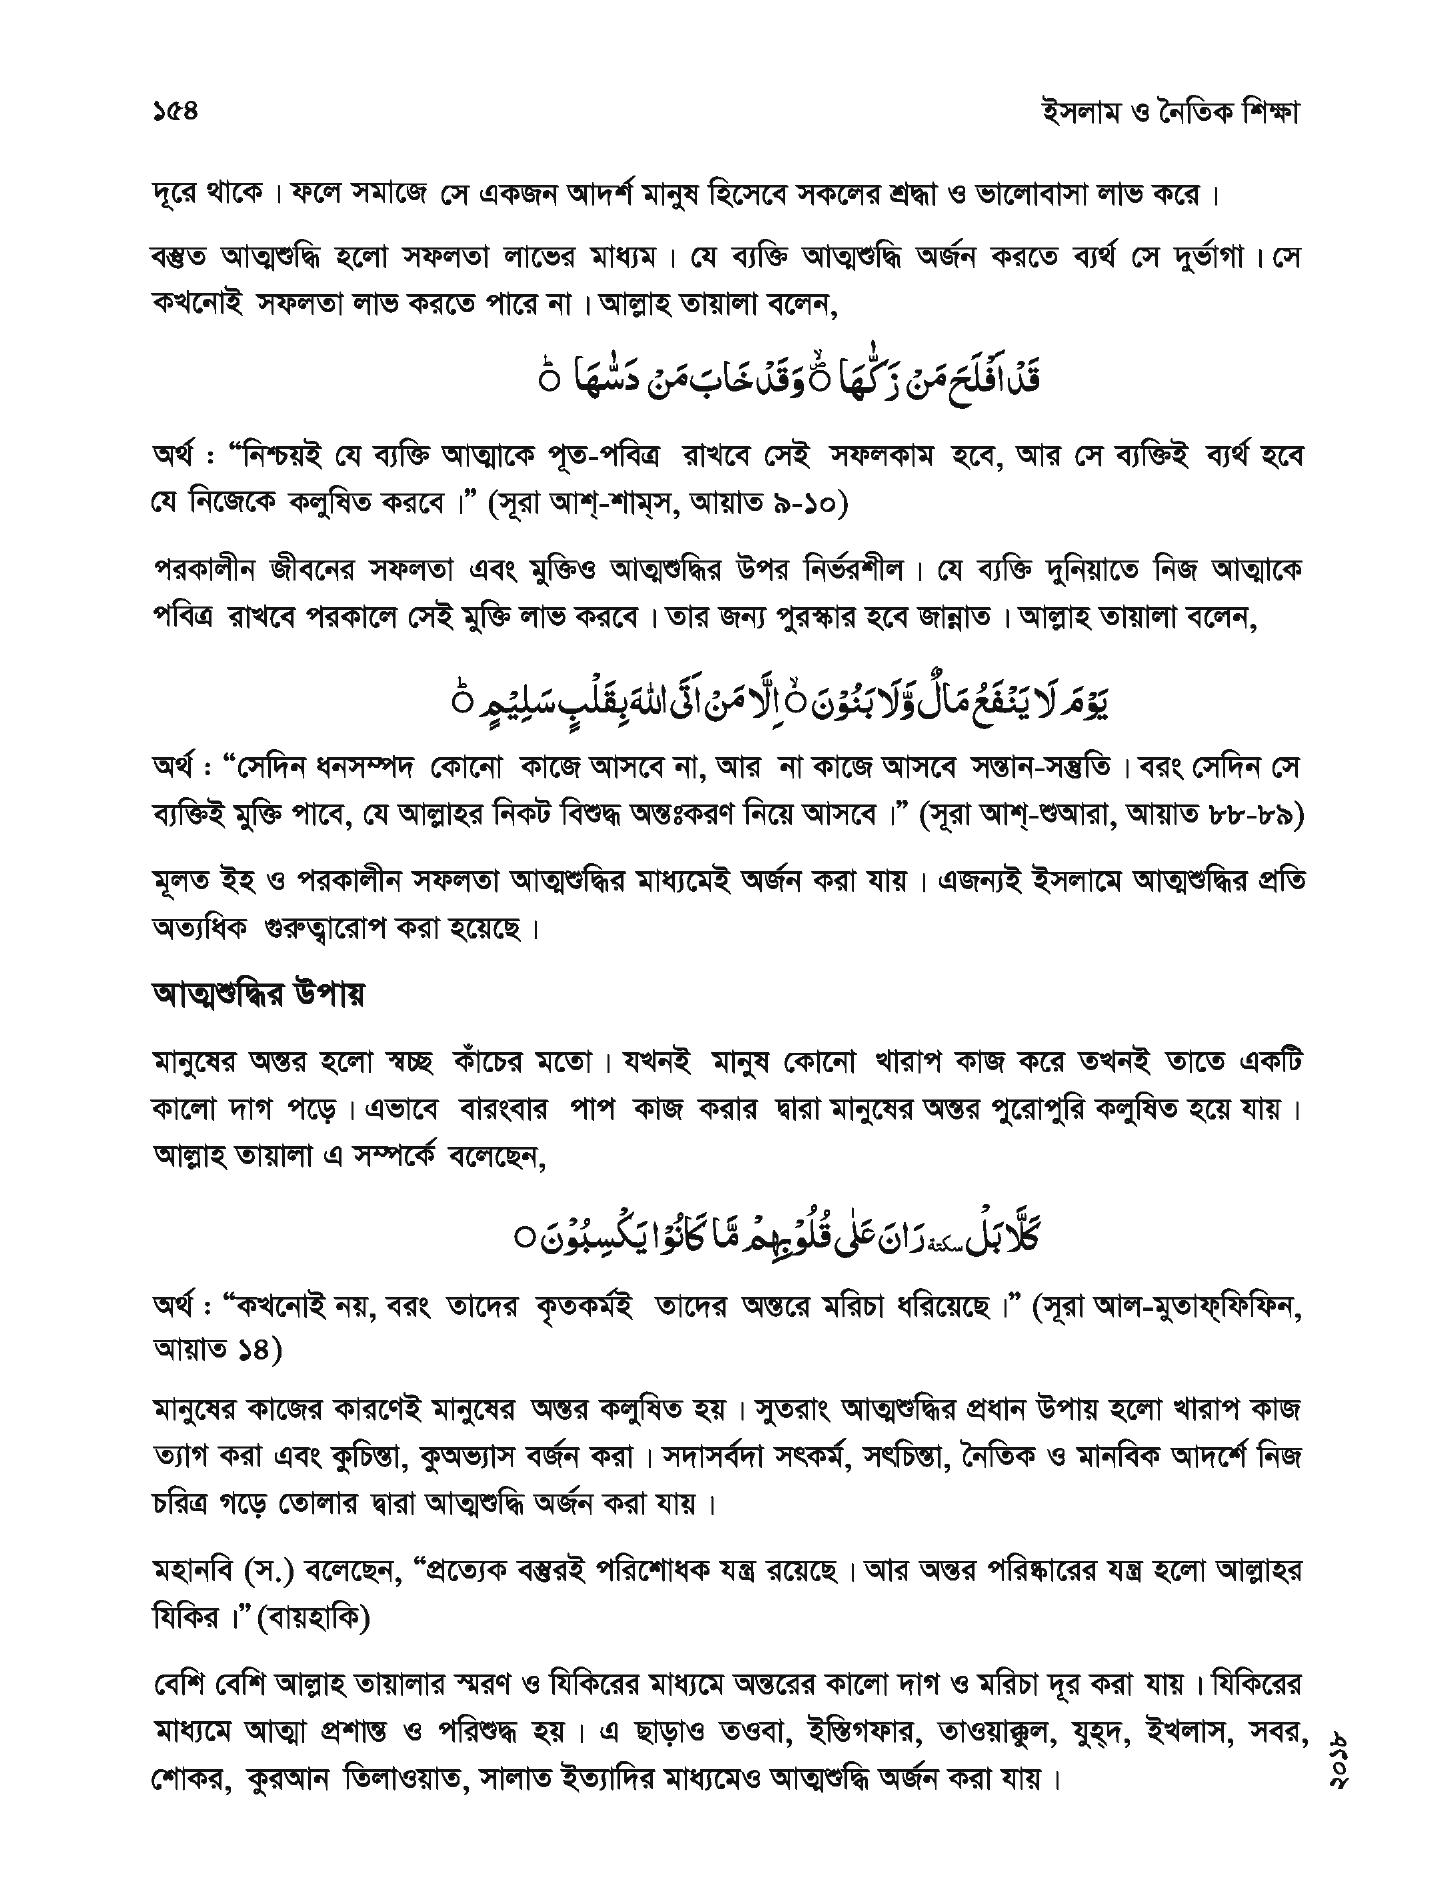 ১৫৪ ইসলাম ও নৈতিক শিক্ষা
দূরে থাকে। ফলে সমাজে সে একজন আদর্শ মানুষ হিসেবে সকলের শ্রদ্ধা ও ভালোবাসা লাভ করে।
বস্তুত আত্মশুদ্ধি হলো সফলতা লাভের মাধ্যম। যে ব্যক্তি আত্মশুদ্ধি অর্জন করতে ব্যর্থ সে দুর্ভাগা। সে
কখনোই সফলতা লাভ করতে পারে না। আল্লাহ তায়ালা বলেন,
قَدْ اَفْلَحَ مَنْ زَكّٰىهَا ۪ۙ وَقَدْ خَابَ مَنْ دَسّٰىهَا ؕ
অর্থ : “নিশ্চয়ই যে ব্যক্তি আত্মাকে পূত-পবিত্র রাখবে সেই সফলকাম হবে, আর সে ব্যক্তিই ব্যর্থ হবে
যে নিজেকে কলুষিত করবে।” (সূরা আশ্-শাম্স, আয়াত ৯-১০)
পরকালীন জীবনের সফলতা এবং মুক্তিও আত্মশুদ্ধির উপর নির্ভরশীল। যে ব্যক্তি দুনিয়াতে নিজ আত্মাকে
পবিত্র রাখবে পরকালে সেই মুক্তি লাভ করবে। তার জন্য পুরস্কার হবে জান্নাত। আল্লাহ তায়ালা বলেন,
يَوْمَ لَا يَنْفَعُ مَالٌ وَّلَا بَنُوْنَ ۙ اِلَّا مَنْ اَتَى اللهَ بِقَلْبٍ سَلِيْمٍ ؕ
অর্থ : “সেদিন ধনসম্পদ কোনো কাজে আসবে না, আর না কাজে আসবে সন্তান-সন্তুতি। বরং সেদিন সে
ব্যক্তিই মুক্তি পাবে, যে আল্লাহর নিকট বিশুদ্ধ অন্তঃকরণ নিয়ে আসবে।” (সূরা আশ্-শুআরা, আয়াত ৮৮-৮৯)
মূলত ইহ ও পরকালীন সফলতা আত্মশুদ্ধির মাধ্যমেই অর্জন করা যায়। এজন্যই ইসলামে আত্মশুদ্ধির প্রতি
অত্যধিক গুরুত্বারোপ করা হয়েছে।
আত্মশুদ্ধির উপায়
মানুষের অন্তর হলো স্বচ্ছ কাঁচের মতো। যখনই মানুষ কোনো খারাপ কাজ করে তখনই তাতে একটি
কালো দাগ পড়ে। এভাবে বারংবার পাপ কাজ করার দ্বারা মানুষের অন্তর পুরোপুরি কলুষিত হয়ে যায়।
আল্লাহ তায়ালা এ সম্পর্কে বলেছেন,
كَلَّا بَلْ سكتة رَانَ عَلٰى قُلُوْبِهِمْ مَّا كَانُوْا يَكْسِبُوْنَ ○
অর্থ : “কখনোই নয়, বরং তাদের কৃতকর্মই তাদের অন্তরে মরিচা ধরিয়েছে।” (সূরা আল-মুতাফ্ফিফিন,
আয়াত ১৪)
মানুষের কাজের কারণেই মানুষের অন্তর কলুষিত হয়। সুতরাং আত্মশুদ্ধির প্রধান উপায় হলো খারাপ কাজ
ত্যাগ করা এবং কুচিন্তা, কুঅভ্যাস বর্জন করা। সদাসর্বদা সৎকর্ম, সৎচিন্তা, নৈতিক ও মানবিক আদর্শে নিজ
চরিত্র গড়ে তোলার দ্বারা আত্মশুদ্ধি অর্জন করা যায়।
মহানবি (স.) বলেছেন, “প্রত্যেক বস্তুরই পরিশোধক যন্ত্র রয়েছে। আর অন্তর পরিষ্কারের যন্ত্র হলো আল্লাহর
যিকির।” (বায়হাকি)
বেশি বেশি আল্লাহ তায়ালার স্মরণ ও যিকিরের মাধ্যমে অন্তরের কালো দাগ ও মরিচা দূর করা যায়। যিকিরের
মাধ্যমে আত্মা প্রশান্ত ও পরিশুদ্ধ হয়। এ ছাড়াও তওবা, ইস্তিগফার, তাওয়াক্কুল, যুহ্দ, ইখলাস, সবর,
শোকর, কুরআন তিলাওয়াত, সালাত ইত্যাদির মাধ্যমেও আত্মশুদ্ধি অর্জন করা যায়।
২০১৮